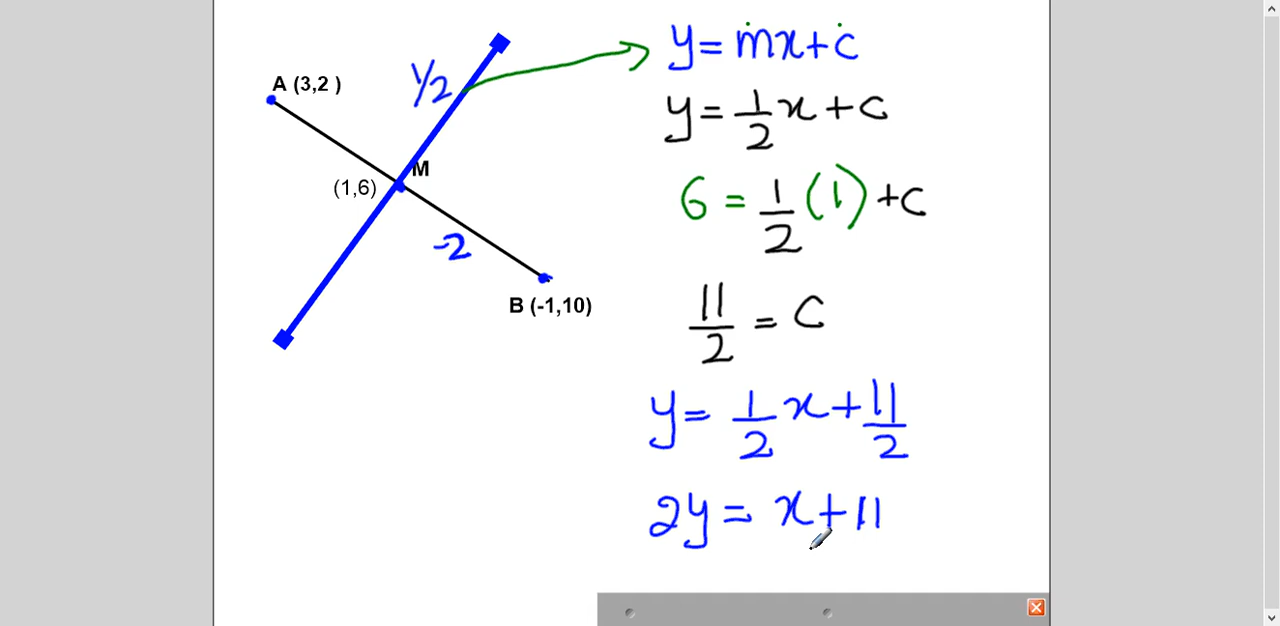 A (3,2 )
1/2
M
(1,6)
-2
B (-1,10)
y = mx + c
y = 1/2 x + c
6 = 1/2 (1) + c
11/2 = c
y = 1/2 x + 11/2
2y = x + 11